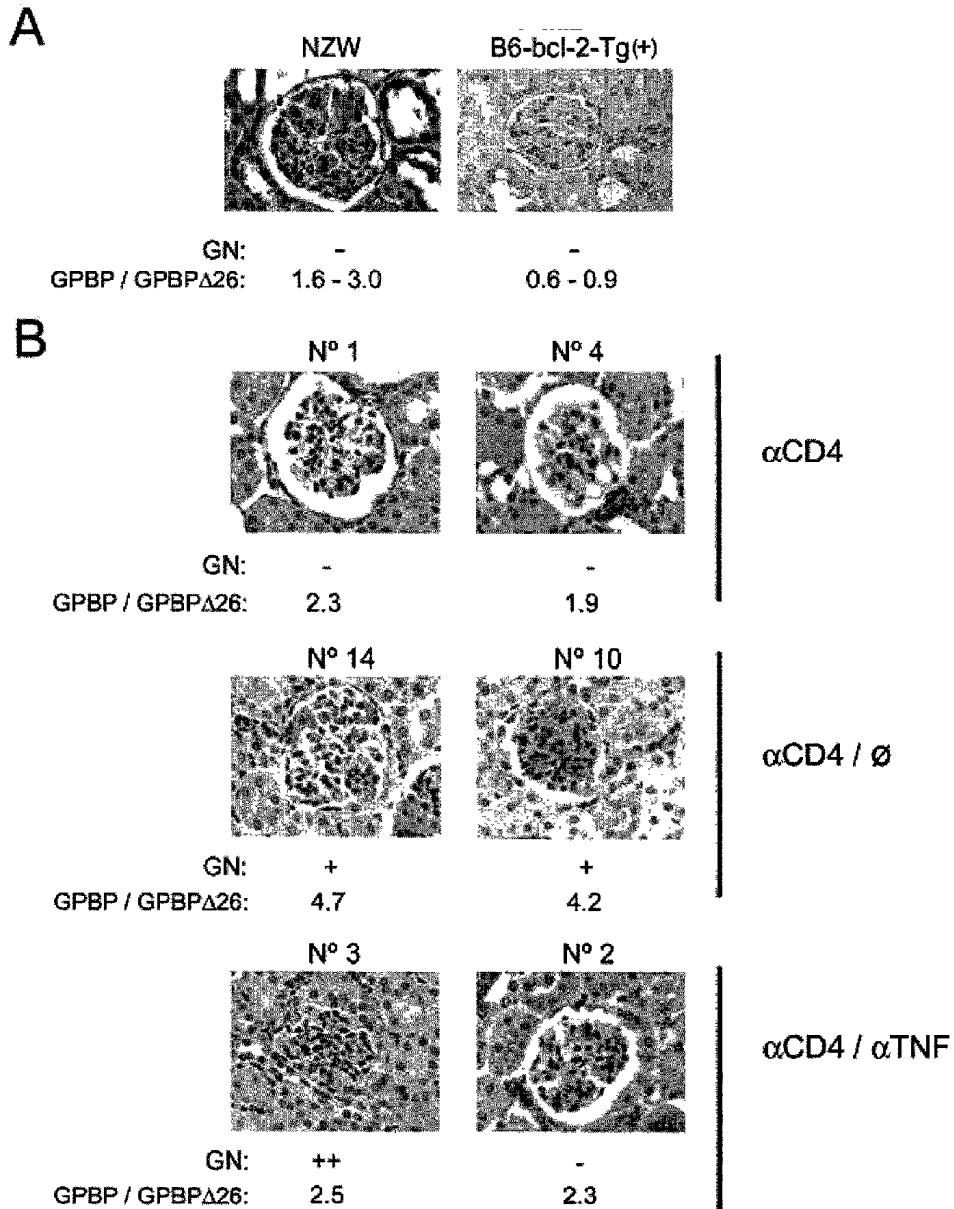 A
NZW B6-bcl-2-Tg(+)
GN: - -
GPBP / GPBPΔ26: 1.6 - 3.0 0.6 - 0.9
B
Nº 1 Nº 4
αCD4
GN: - -
GPBP / GPBPΔ26: 2.3 1.9
Nº 14 Nº 10
αCD4 / Ø
GN: + +
GPBP / GPBPΔ26: 4.7 4.2
Nº 3 Nº 2
αCD4 / αTNF
GN: ++ -
GPBP / GPBPΔ26: 2.5 2.3